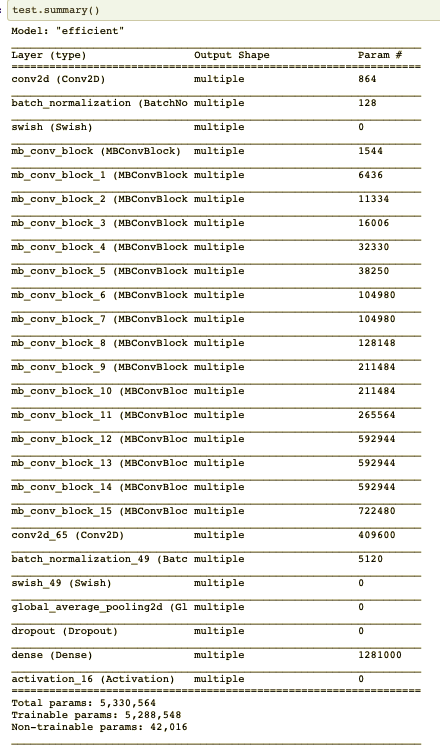 : test.summary()
Model: "efficient"
Layer (type) Output Shape Param #
conv2d (Conv2D) multiple 864
batch_normalization (BatchNo multiple 128
swish (Swish) multiple 0
mb_conv_block (MBConvBlock) multiple 1544
mb_conv_block_1 (MBConvBlock multiple 6436
mb_conv_block_2 (MBConvBlock multiple 11334
mb_conv_block_3 (MBConvBlock multiple 16006
mb_conv_block_4 (MBConvBlock multiple 32330
mb_conv_block_5 (MBConvBlock multiple 38250
mb_conv_block_6 (MBConvBlock multiple 104980
mb_conv_block_7 (MBConvBlock multiple 104980
mb_conv_block_8 (MBConvBlock multiple 128148
mb_conv_block_9 (MBConvBlock multiple 211484
mb_conv_block_10 (MBConvBloc multiple 211484
mb_conv_block_11 (MBConvBloc multiple 265564
mb_conv_block_12 (MBConvBloc multiple 592944
mb_conv_block_13 (MBConvBloc multiple 592944
mb_conv_block_14 (MBConvBloc multiple 592944
mb_conv_block_15 (MBConvBloc multiple 722480
conv2d_65 (Conv2D) multiple 409600
batch_normalization_49 (Batc multiple 5120
swish_49 (Swish) multiple 0
global_average_pooling2d (Gl multiple 0
dropout (Dropout) multiple 0
dense (Dense) multiple 1281000
activation_16 (Activation) multiple 0
Total params: 5,330,564
Trainable params: 5,288,548
Non-trainable params: 42,016